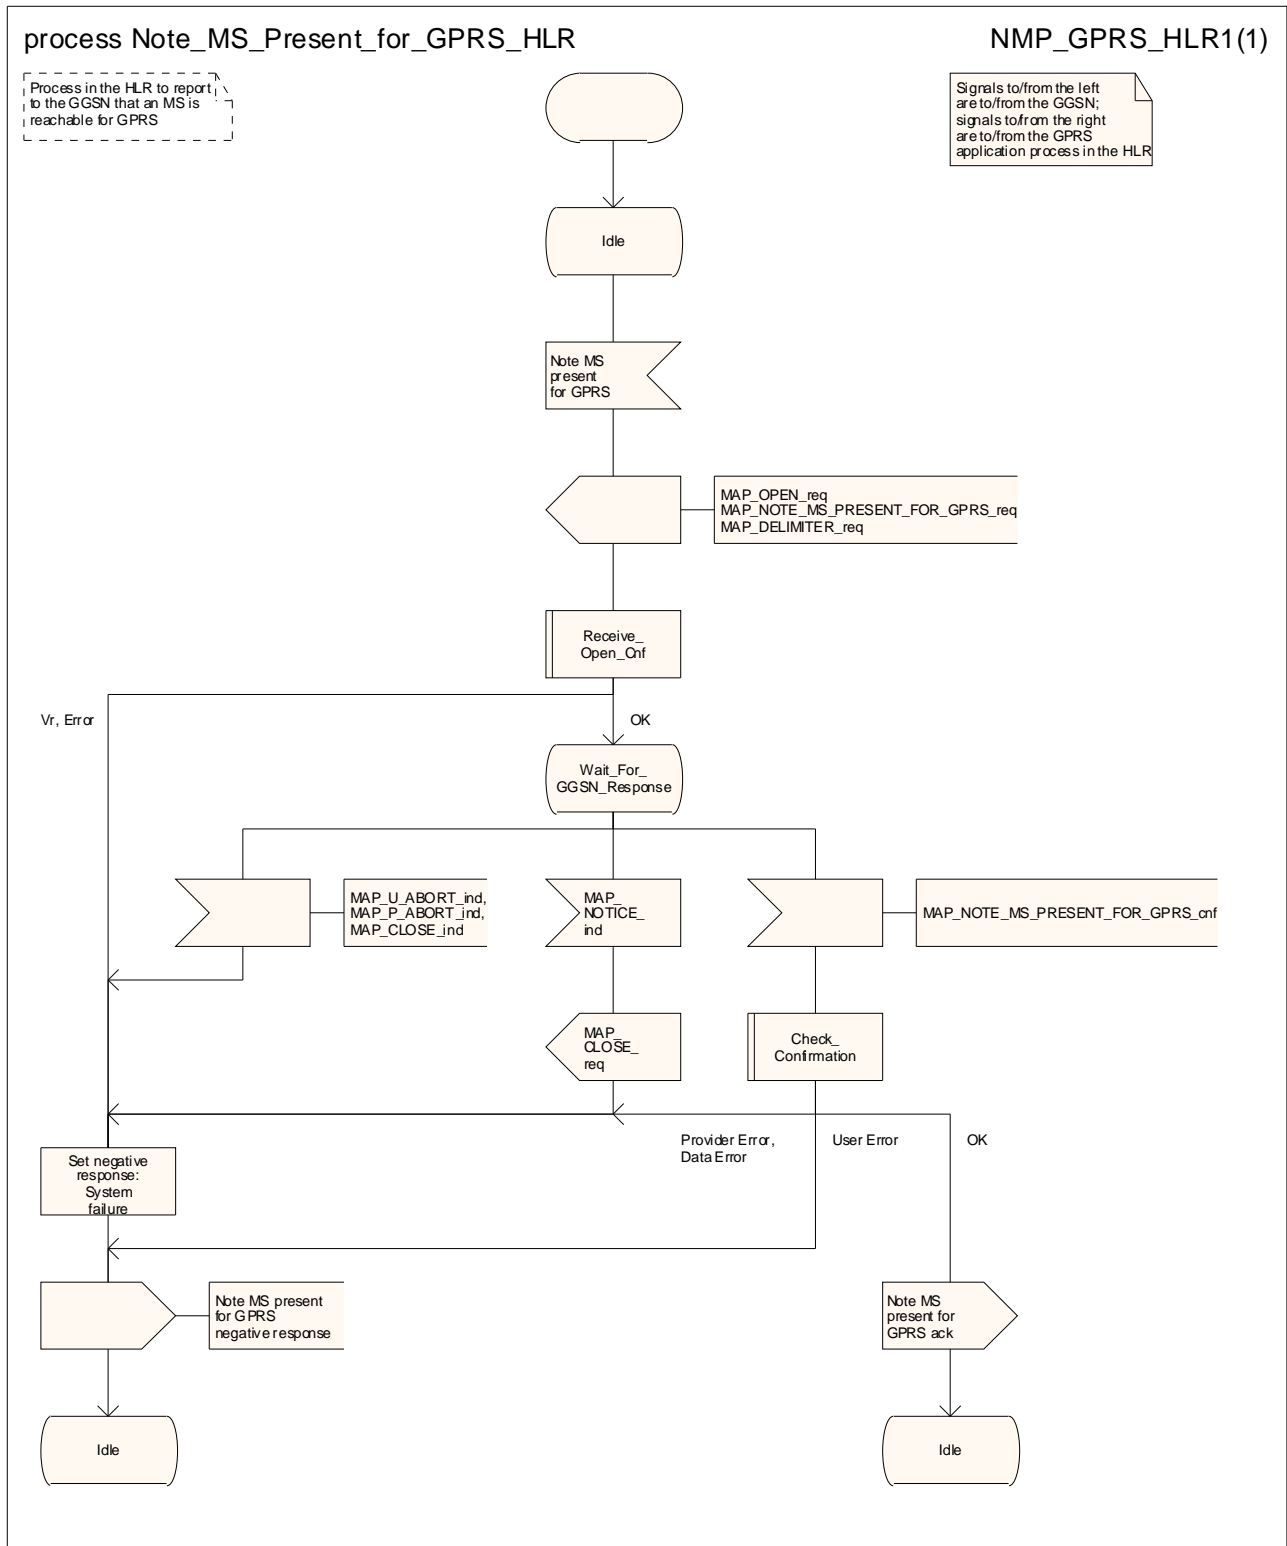 process Note_MS_Present_for_GPRS_HLR
NMP_GPRS_HLR1(1)
Process in the HLR to report
to the GGSN that an MS is
reachable for GPRS
Signals to/from the left
are to/from the GGSN;
signals to/from the right
are to/from the GPRS
application process in the HLR
Idle
Note MS
present
for GPRS
MAP_OPEN_req
MAP_NOTE_MS_PRESENT_FOR_GPRS_req
MAP_DELIMITER_req
Receive_
Open_Cnf
Vr, Error
OK
Wait_For_
GGSN_Response
MAP_U_ABORT_ind,
MAP_P_ABORT_ind,
MAP_CLOSE_ind
MAP_
NOTICE_
ind
MAP_NOTE_MS_PRESENT_FOR_GPRS_cnf
MAP_
CLOSE_
req
Check_
Confirmation
Provider Error,
Data Error
User Error
OK
Set negative
response:
System
failure
Note MS present
for GPRS
negative response
Note MS
present for
GPRS ack
Idle
Idle